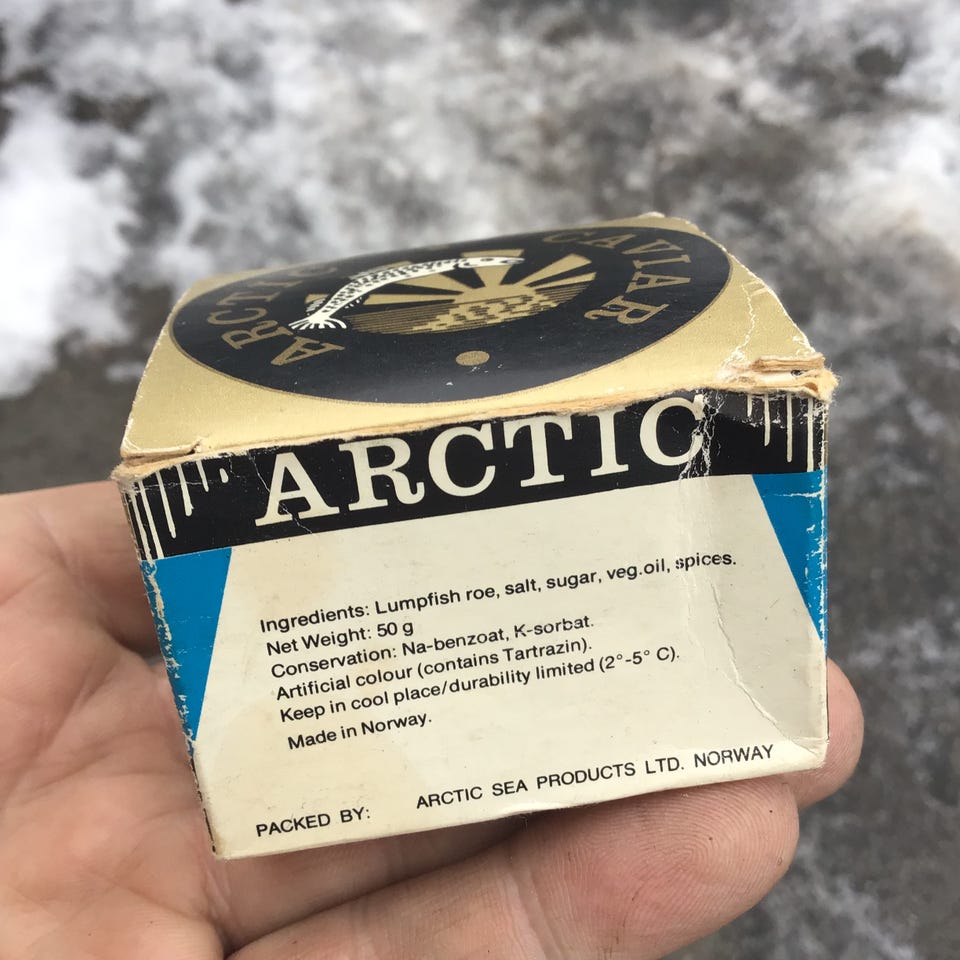 ARCTIC CAVIAR
ARCTIC
Ingredients: Lumpfish roe, salt, sugar, veg.oil, spices.
Net Weight: 50 g
Conservation: Na-benzoat, K-sorbat.
Artificial colour (contains Tartrazin).
Keep in cool place/durability limited (2°-5° C).
Made in Norway.
PACKED BY: ARCTIC SEA PRODUCTS LTD. NORWAY